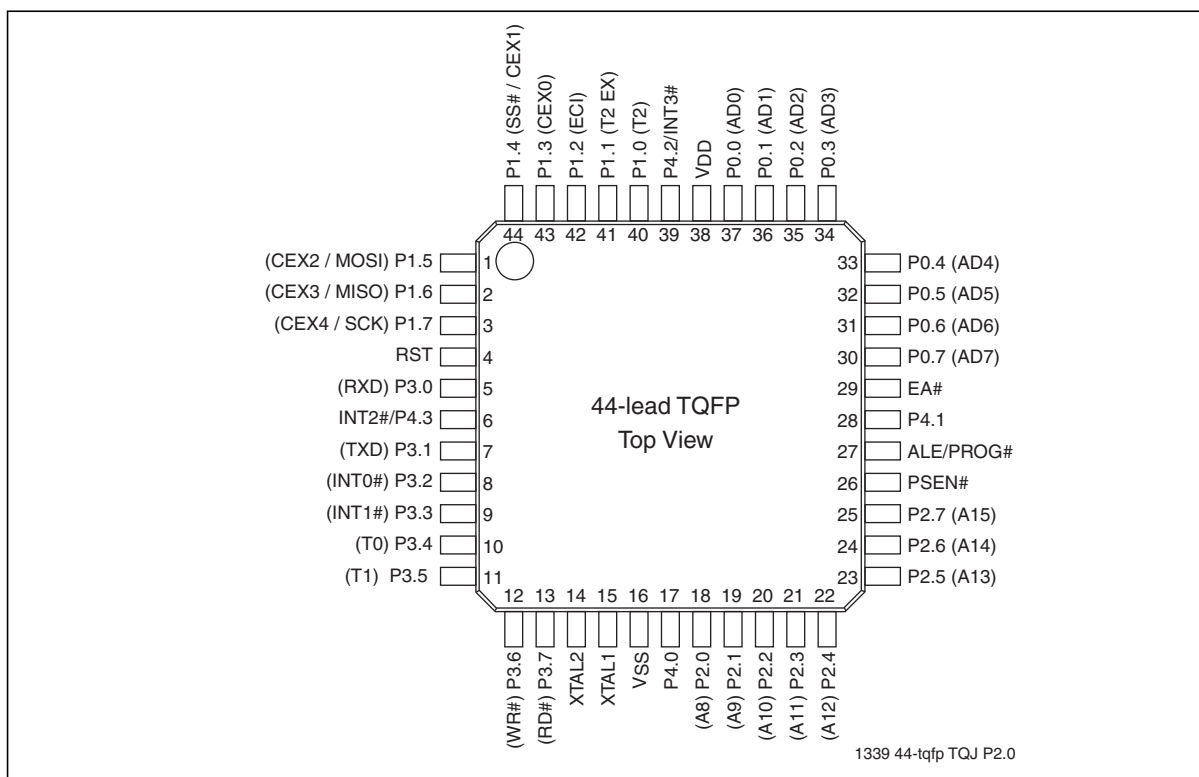 P1.4 (SS# / CEX1)
P1.3 (CEX0)
P1.2 (ECI)
P1.1 (T2 EX)
P1.0 (T2)
P4.2/INT3#
VDD
P0.0 (AD0)
P0.1 (AD1)
P0.2 (AD2)
P0.3 (AD3)
44 43 42 41 40 39 38 37 36 35 34
(CEX2 / MOSI) P1.5 1
(CEX3 / MISO) P1.6 2
(CEX4 / SCK) P1.7 3
RST 4
(RXD) P3.0 5
INT2#/P4.3 6
(TXD) P3.1 7
(INT0#) P3.2 8
(INT1#) P3.3 9
(T0) P3.4 10
(T1) P3.5 11
44-lead TQFP
Top View
33 P0.4 (AD4)
32 P0.5 (AD5)
31 P0.6 (AD6)
30 P0.7 (AD7)
29 EA#
28 P4.1
27 ALE/PROG#
26 PSEN#
25 P2.7 (A15)
24 P2.6 (A14)
23 P2.5 (A13)
12 13 14 15 16 17 18 19 20 21 22
(WR#) P3.6
(RD#) P3.7
XTAL2
XTAL1
VSS
P4.0
(A8) P2.0
(A9) P2.1
(A10) P2.2
(A11) P2.3
(A12) P2.4
1339 44-tqfp TQJ P2.0